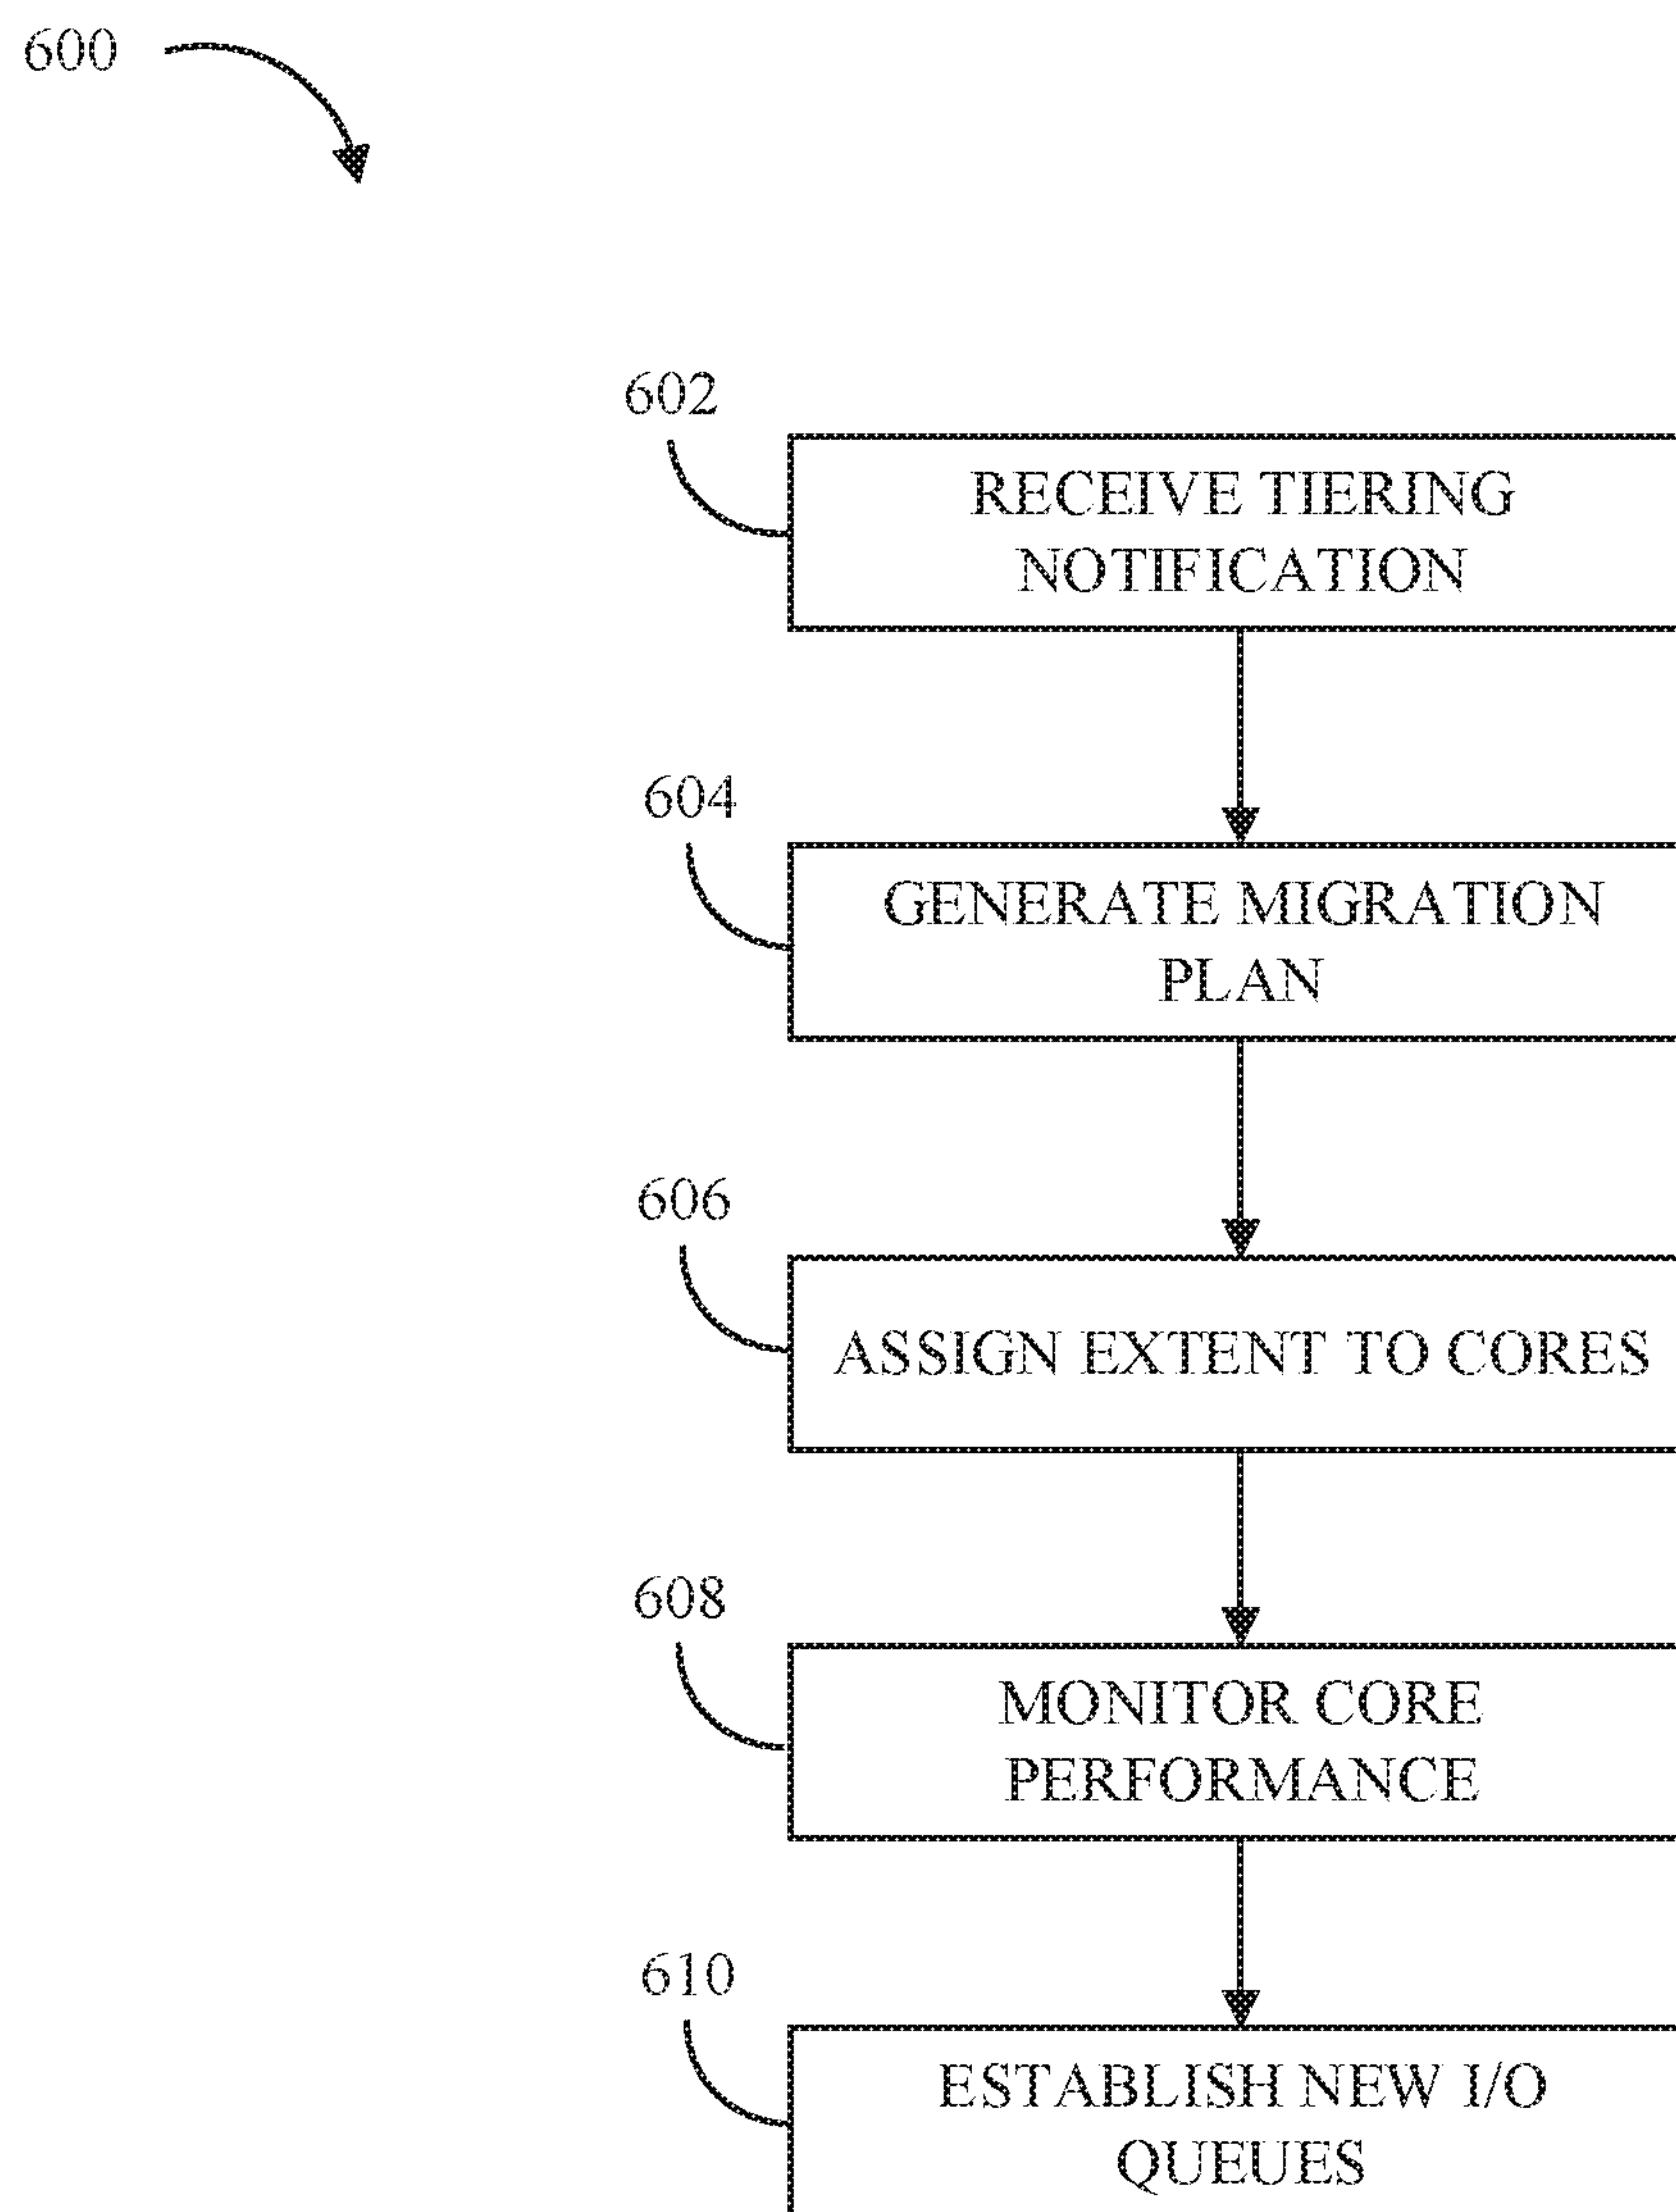 600
602
RECEIVE TIERING
NOTIFICATION
604
GENERATE MIGRATION
PLAN
606
ASSIGN EXTENT TO CORES
608
MONITOR CORE
PERFORMANCE
610
ESTABLISH NEW I/O
QUEUES